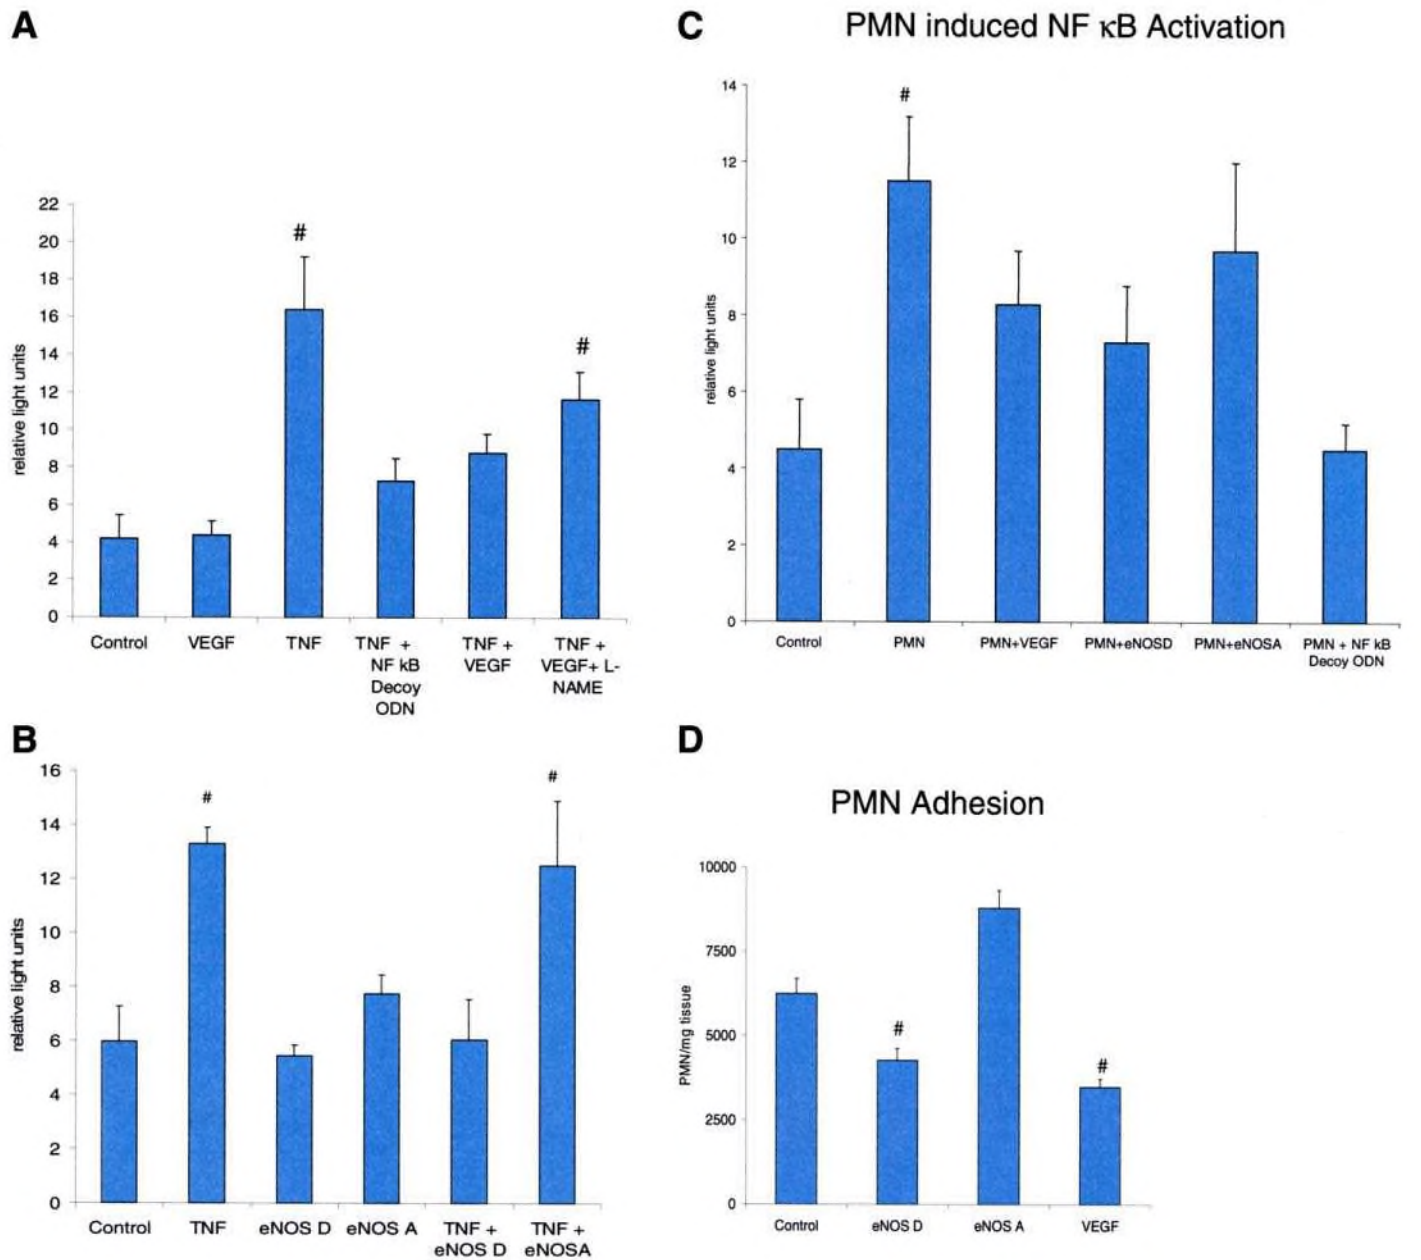 A
22
20
18
16
14
12
10
8
6
4
2
0
relative light units
#
#
Control VEGF TNF TNF + TNF + TNF +
NF kB VEGF VEGF+ L-
Decoy NAME
ODN
B
16
14
12
10
8
6
4
2
0
relative light units
#
#
Control TNF eNOS D eNOS A TNF + TNF +
eNOS D eNOSA
C
PMN induced NF κB Activation
14
12
10
8
6
4
2
0
relative light units
#
Control PMN PMN+VEGF PMN+eNOSD PMN+eNOSA PMN + NF kB
Decoy ODN
D
PMN Adhesion
10000
7500
5000
2500
0
PMN/mg tissue
#
#
Control eNOS D eNOS A VEGF